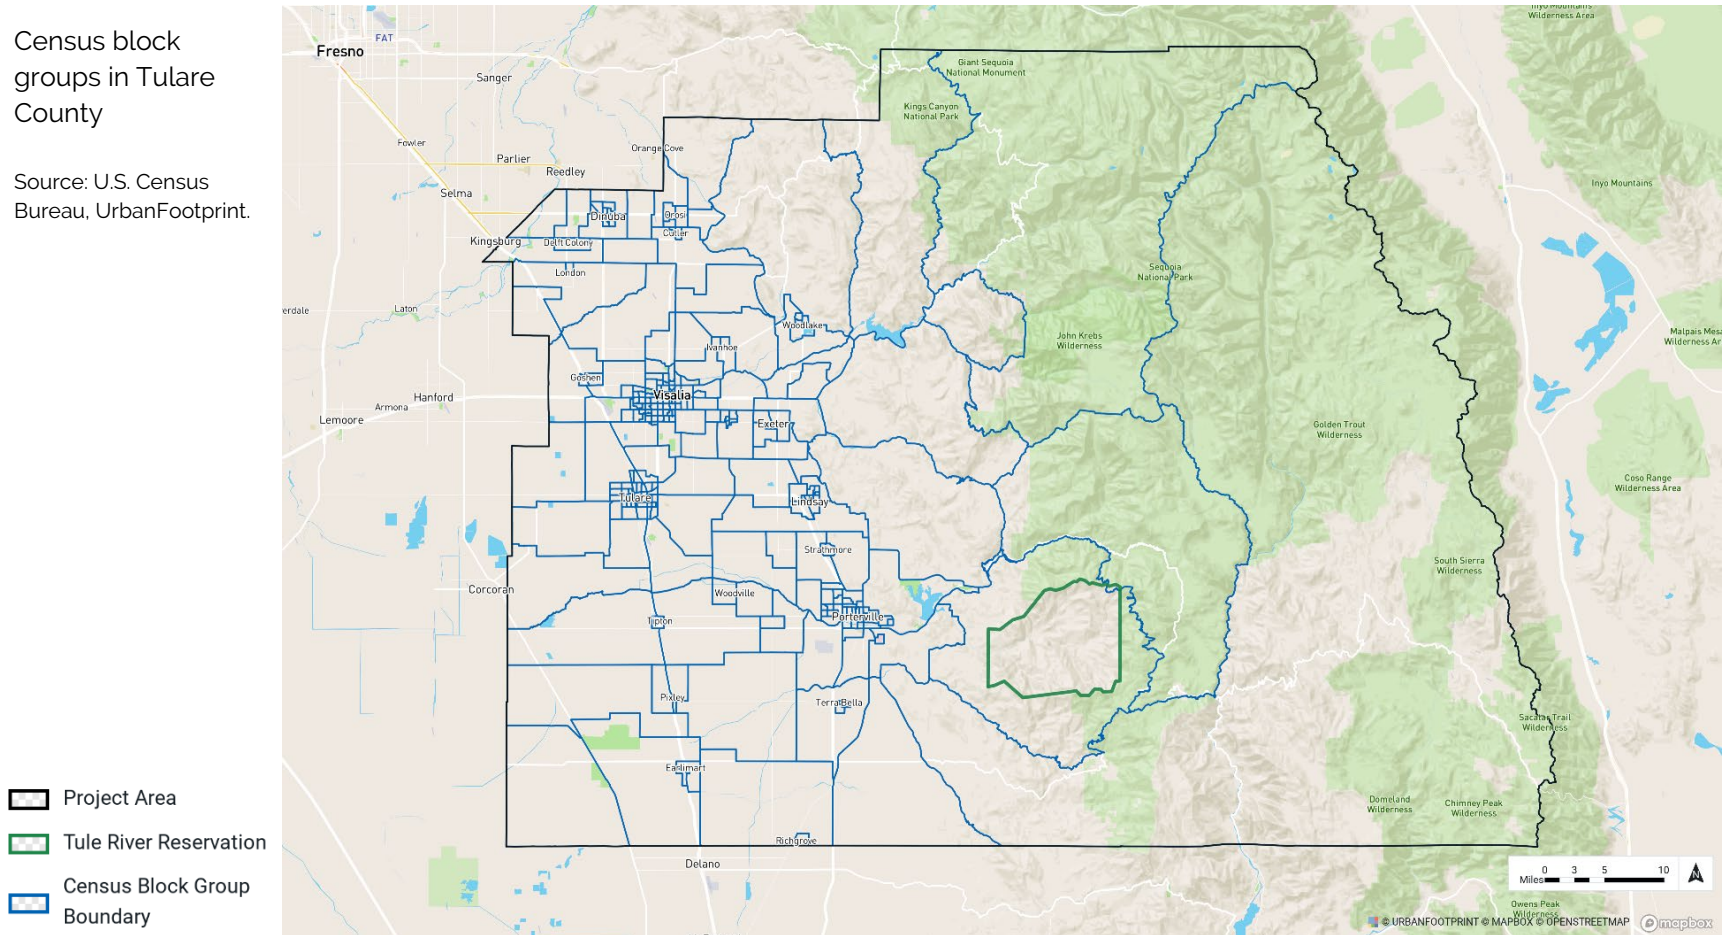 Census block
groups in Tulare
County
Source: U.S. Census
Bureau, UrbanFootprint.
Project Area
Tule River Reservation
Census Block Group
Boundary
Inyo Mountains
Wilderness Area
FAT
Fresno
Giant Sequoia
National Monument
Sanger
Kings Canyon
National Park
Fowler
Orange Cove
Parlier
Reedley
Inyo Mountains
Selma
Dinuba
Orosi
Cutler
Kingsburg
Delft Colony
London
Sequoia
National Park
erdale
Laton
Woodlake
Malpais Mesa
Wilderness Ar
John Krebs
Wilderness
Ivanhoe
Goshen
Visalia
Hanford
Armona
Lemoore
Exeter
Golden Trout
Wilderness
Coso Range
Wilderness Area
Tulare
Lindsay
Strathmore
South Sierra
Wilderness
Corcoran
Woodville
Porterville
Tipton
Pixley
Terra Bella
Sacatar Trail
Wilderness
Earlimart
Domeland
Wilderness
Chimney Peak
Wilderness
Richgrove
Delano
0 3 5 10
Miles
N
Owens Peak
Wilderness
© URBANFOOTPRINT © MAPBOX © OPENSTREETMAP
mapbox